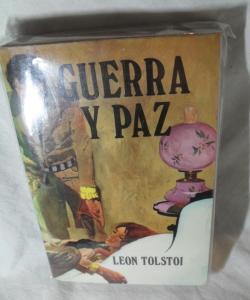 GUERRA
Y PAZ
LEON TOLSTOI